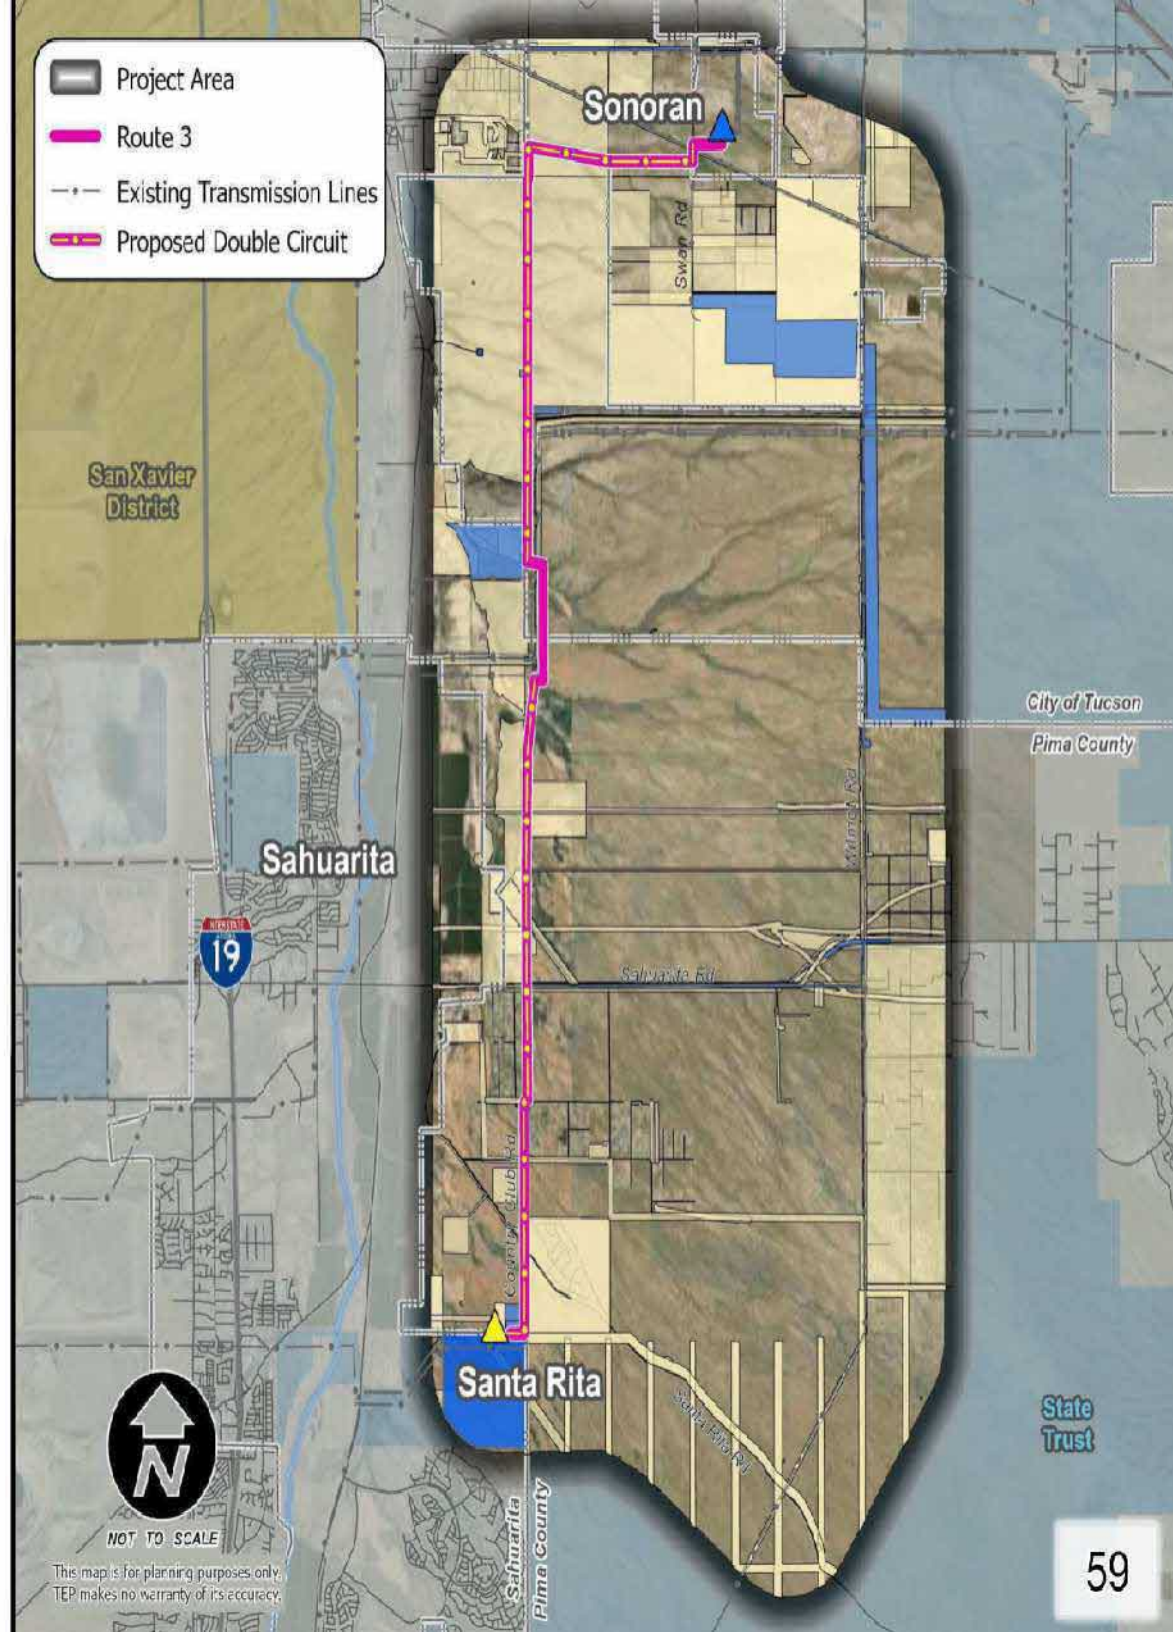 Project Area
Route 3
Existing Transmission Lines
Proposed Double Circuit
Sonoran
Swan Rd
San Xavier
District
City of Tucson
Pima County
Sahuarita
INTERSTATE
19
Sahuarita Rd
Country Club Rd
Santa Rita
Santa Rita Rd
State
Trust
N
NOT TO SCALE
This map is for planning purposes only.
TEP makes no warranty of its accuracy.
Sahuarita
Pima County
59